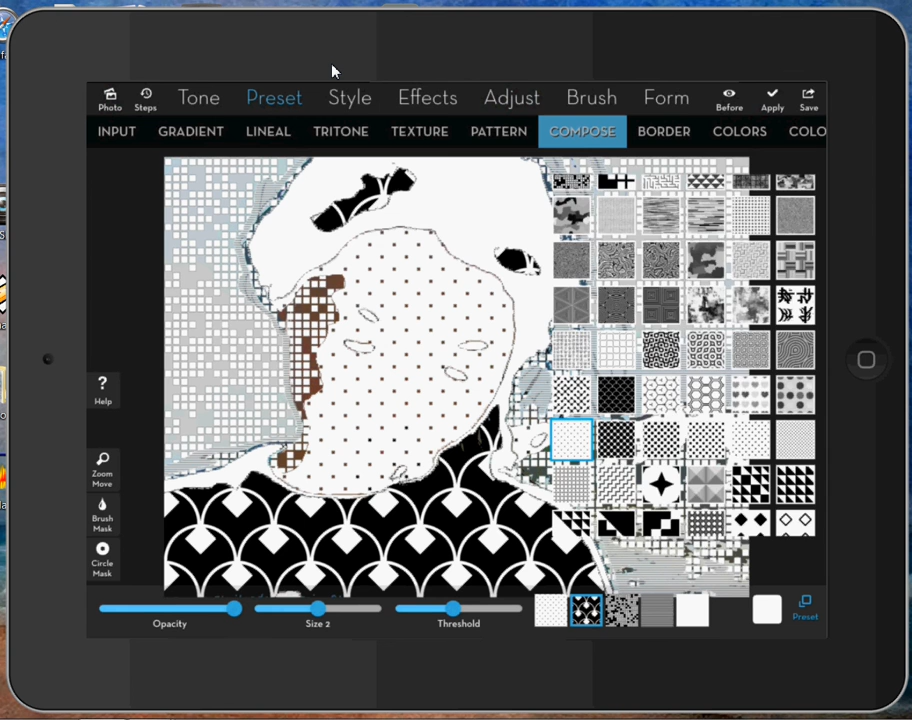 Photo Steps Tone Preset Style Effects Adjust Brush Form Before Apply Save
INPUT GRADIENT LINEAL TRITONE TEXTURE PATTERN COMPOSE BORDER COLORS COLO
?
Help
Zoom
Move
Brush
Mask
Circle
Mask
Opacity Size 2 Threshold Preset